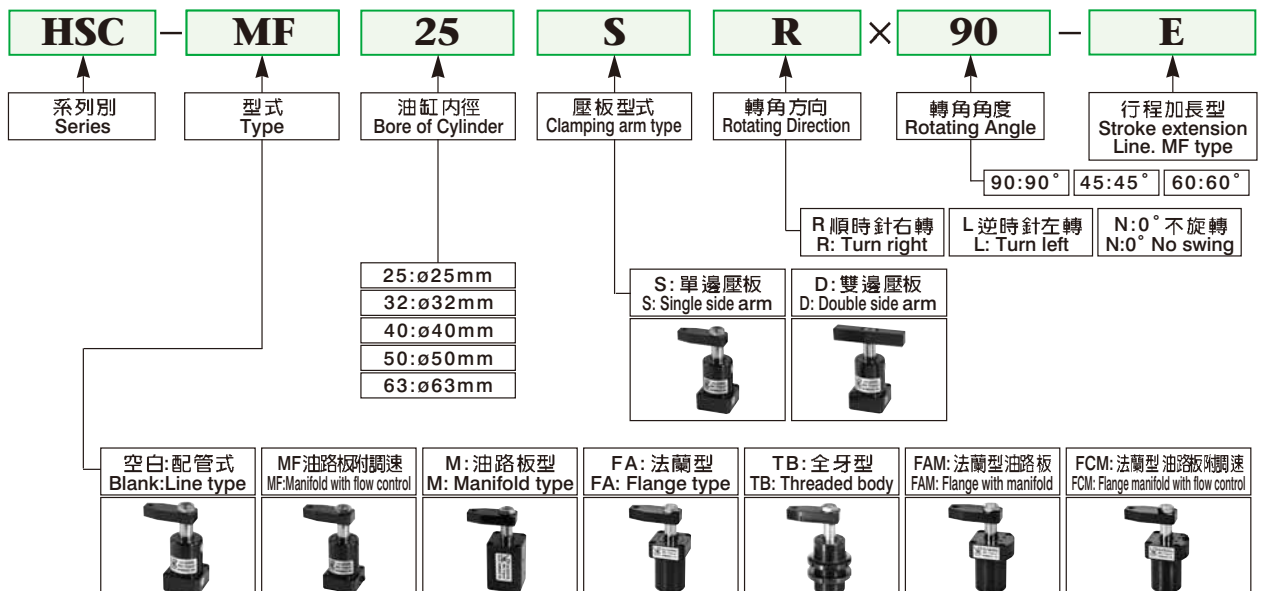 HSC – MF 25 S R × 90 – E
系列別
Series
型式
Type
油缸內徑
Bore of Cylinder
壓板型式
Clamping arm type
轉角方向
Rotating Direction
轉角角度
Rotating Angle
行程加長型
Stroke extension
Line. MF type
90:90° 45:45° 60:60°
R 順時針右轉
R: Turn right
L 逆時針左轉
L: Turn left
N:0° 不旋轉
N:0° No swing
25:ø25mm
32:ø32mm
40:ø40mm
50:ø50mm
63:ø63mm
S: 單邊壓板
S: Single side arm
D: 雙邊壓板
D: Double side arm
空白:配管式
Blank:Line type
MF油路板附調速
MF:Manifold with flow control
M: 油路板型
M: Manifold type
FA: 法蘭型
FA: Flange type
TB: 全牙型
TB: Threaded body
FAM: 法蘭型油路板
FAM: Flange with manifold
FCM: 法蘭型油路板附調速
FCM: Flange manifold with flow control